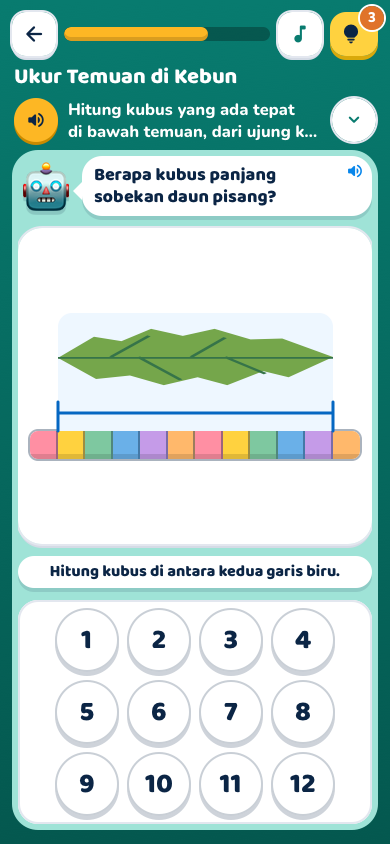 3
Ukur Temuan di Kebun
Hitung kubus yang ada tepat
di bawah temuan, dari ujung k...
Berapa kubus panjang
sobekan daun pisang?
Hitung kubus di antara kedua garis biru.
1 2 3 4
5 6 7 8
9 10 11 12